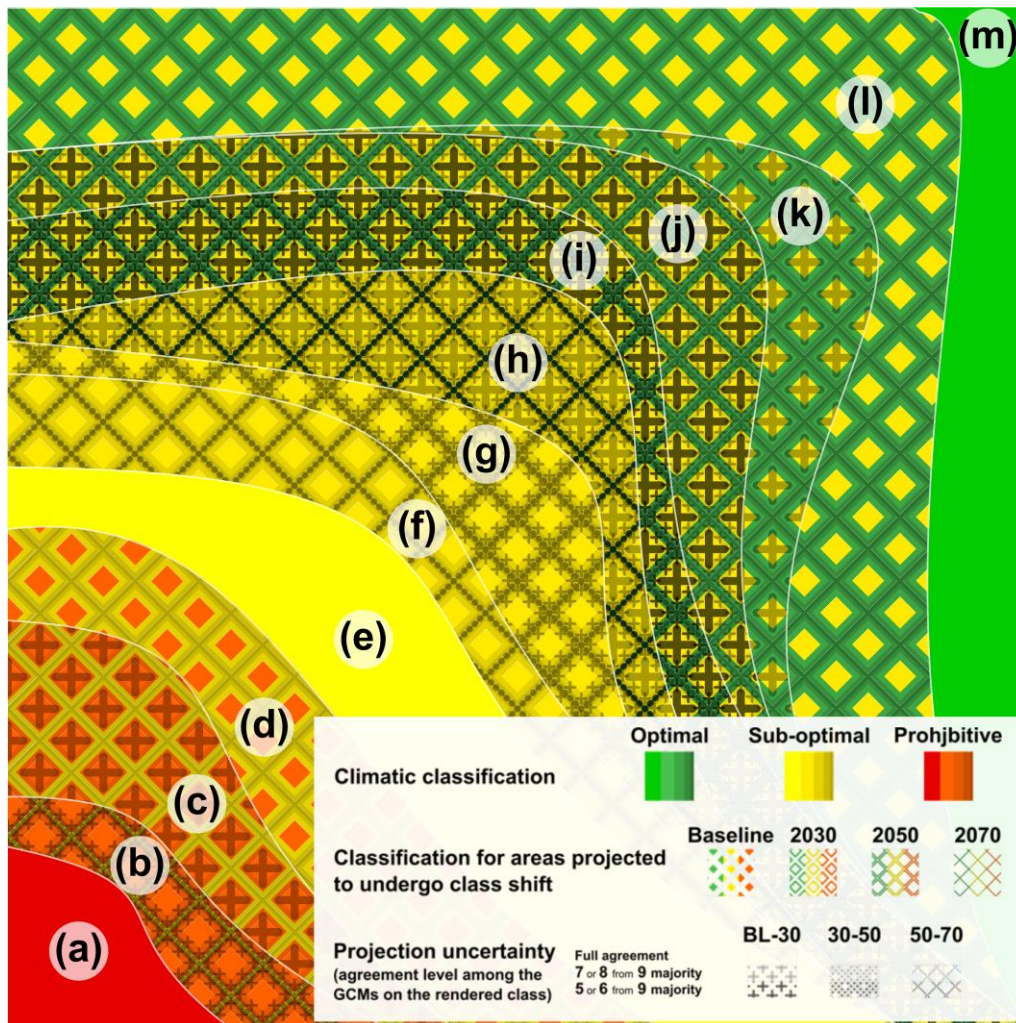 (m)
(l)
(k)
(j)
(i)
(h)
(g)
(f)
(e)
(d)
(c)
(b)
(a)
Optimal Sub-optimal Prohjbitive
Climatic classification
Baseline 2030 2050 2070
Classification for areas projected
to undergo class shift
BL-30 30-50 50-70
Projection uncertainty
(agreement level among the
GCMs on the rendered class)
Full agreement
7 or 8 from 9 majority
5 or 6 from 9 majority